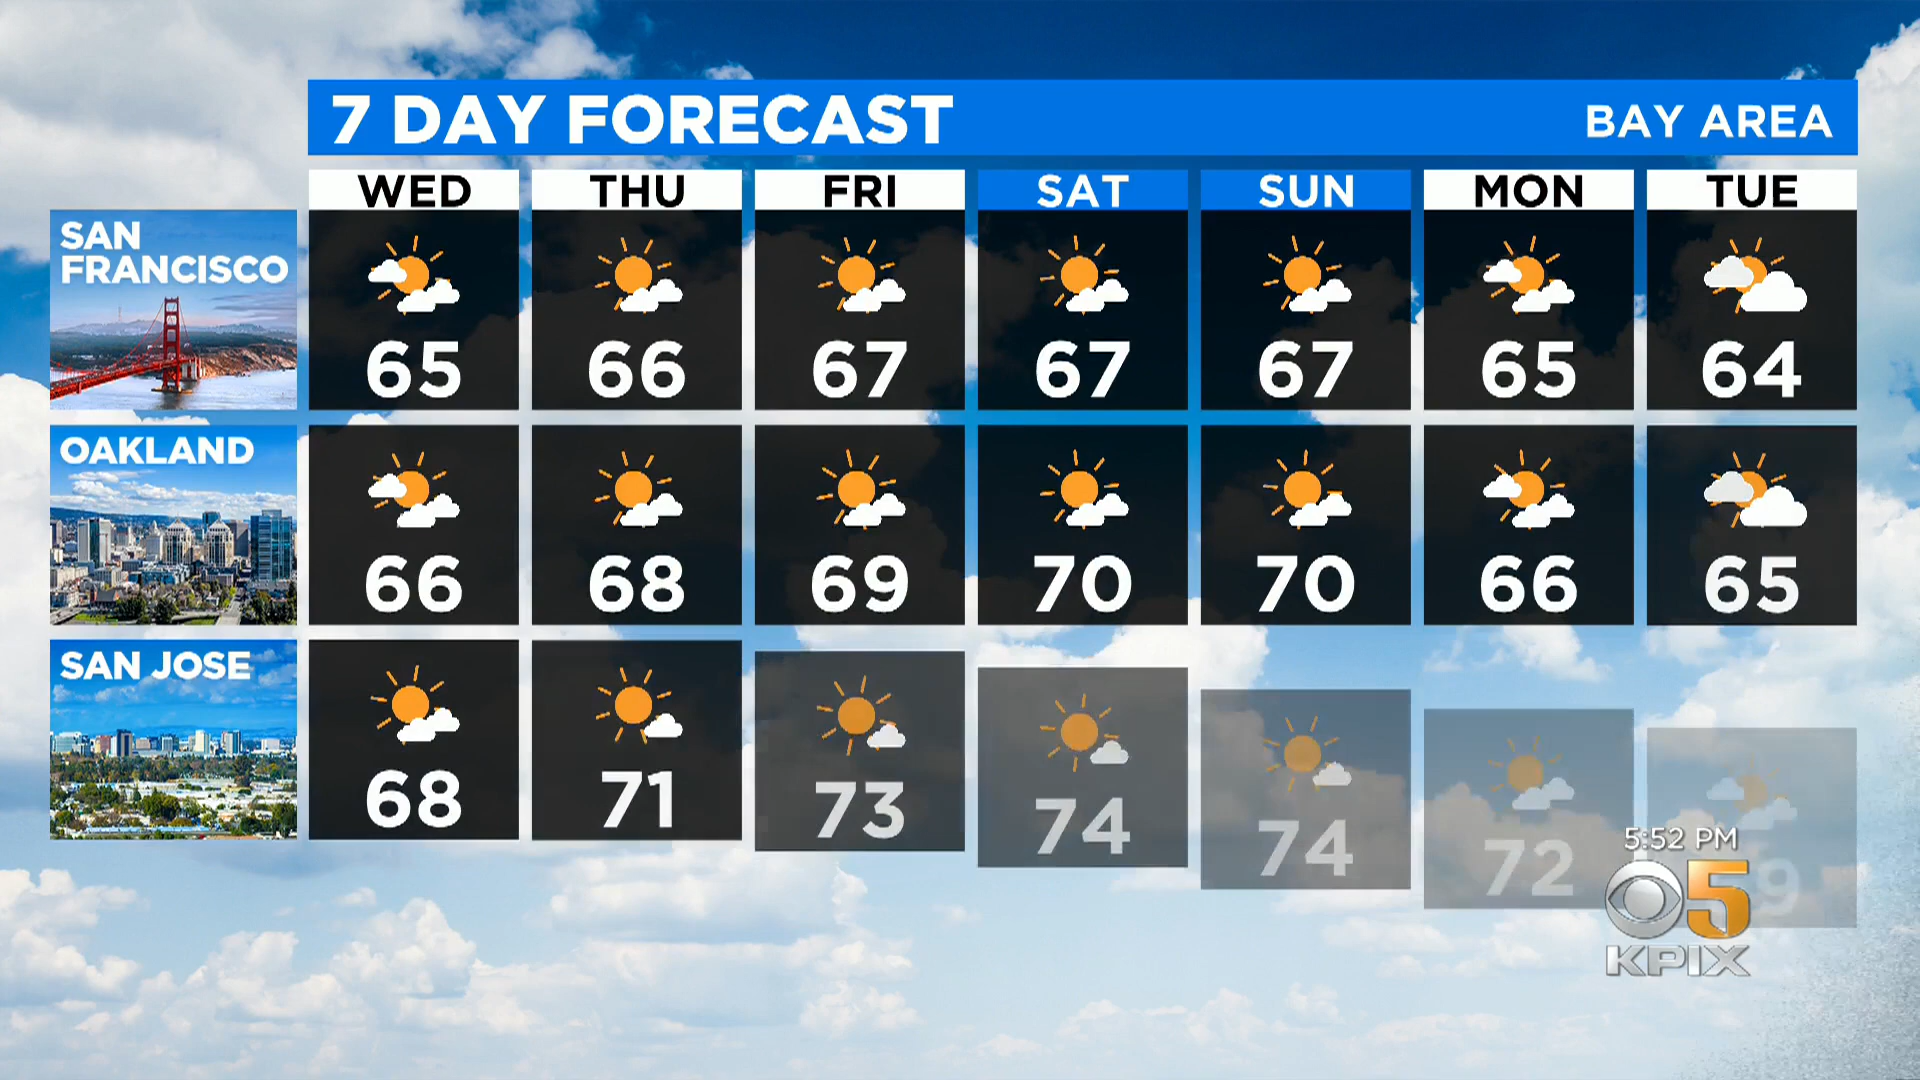 7 DAY FORECAST BAY AREA
WED THU FRI SAT SUN MON TUE
SAN
FRANCISCO
65 66 67 67 67 65 64
OAKLAND
66 68 69 70 70 66 65
SAN JOSE
68 71 73 74 74 72
5:52 PM
5
KPIX